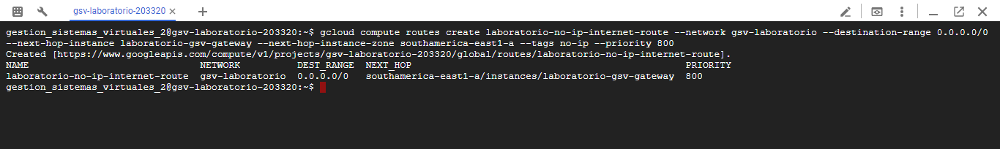 gsv-laboratorio-203320
gestion_sistemas_virtuales_2@gsv-laboratorio-203320:~$ gcloud compute routes create laboratorio-no-ip-internet-route --network gsv-laboratorio --destination-range 0.0.0.0/0
--next-hop-instance laboratorio-gsv-gateway --next-hop-instance-zone southamerica-east1-a --tags no-ip --priority 800
Created [https://www.googleapis.com/compute/v1/projects/gsv-laboratorio-203320/global/routes/laboratorio-no-ip-internet-route].
NAME NETWORK DEST_RANGE NEXT_HOP PRIORITY
laboratorio-no-ip-internet-route gsv-laboratorio 0.0.0.0/0 southamerica-east1-a/instances/laboratorio-gsv-gateway 800
gestion_sistemas_virtuales_2@gsv-laboratorio-203320:~$